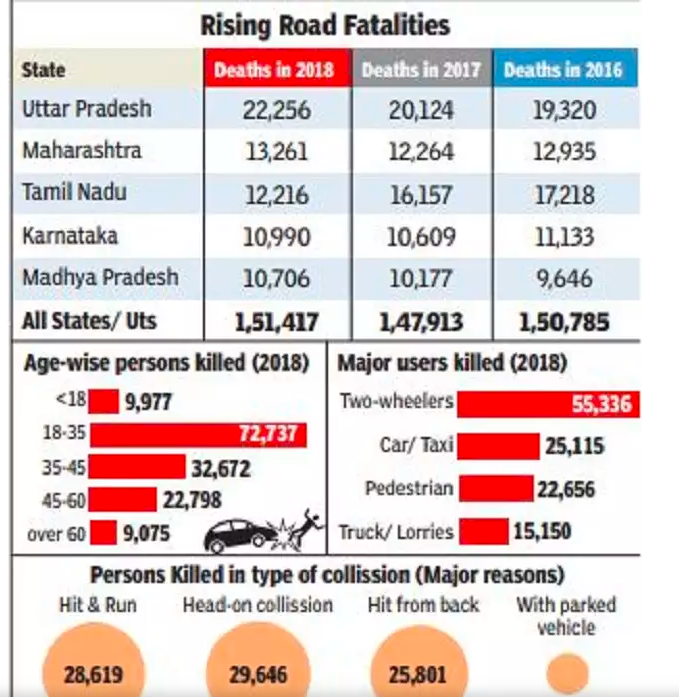 Rising Road Fatalities
State Deaths in 2018 Deaths in 2017 Deaths in 2016
Uttar Pradesh 22,256 20,124 19,320
Maharashtra 13,261 12,264 12,935
Tamil Nadu 12,216 16,157 17,218
Karnataka 10,990 10,609 11,133
Madhya Pradesh 10,706 10,177 9,646
All States/ Uts 1,51,417 1,47,913 1,50,785
Age-wise persons killed (2018)
<18 9,977
18-35 72,737
35-45 32,672
45-60 22,798
over 60 9,075
Major users killed (2018)
Two-wheelers 55,336
Car/ Taxi 25,115
Pedestrian 22,656
Truck/ Lorries 15,150
Persons Killed in type of collission (Major reasons)
Hit & Run Head-on collission Hit from back With parked
vehicle
28,619 29,646 25,801